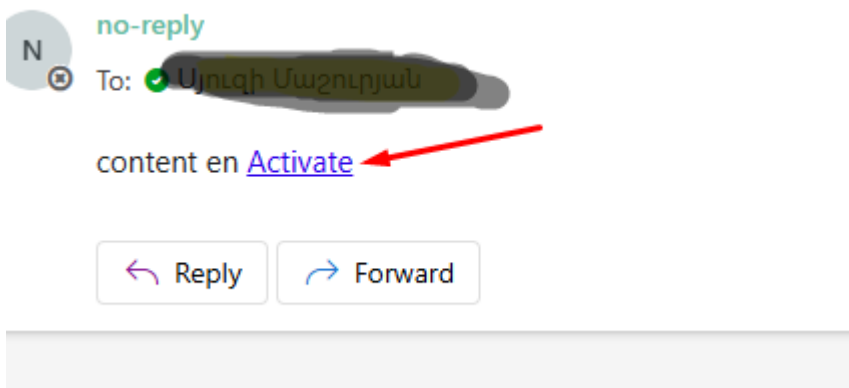 no-reply
N
To:
content en Activate
Reply
Forward